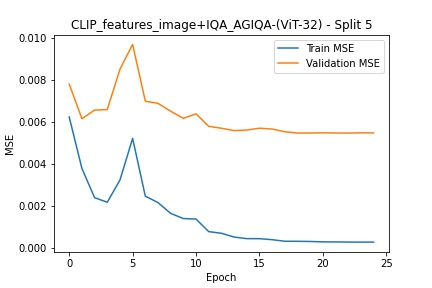 CLIP_features_image+IQA_AGIQA-(ViT-32) - Split 5
Train MSE
Validation MSE
0.010
0.008
0.006
0.004
0.002
0.000
MSE
0 5 10 15 20 25
Epoch